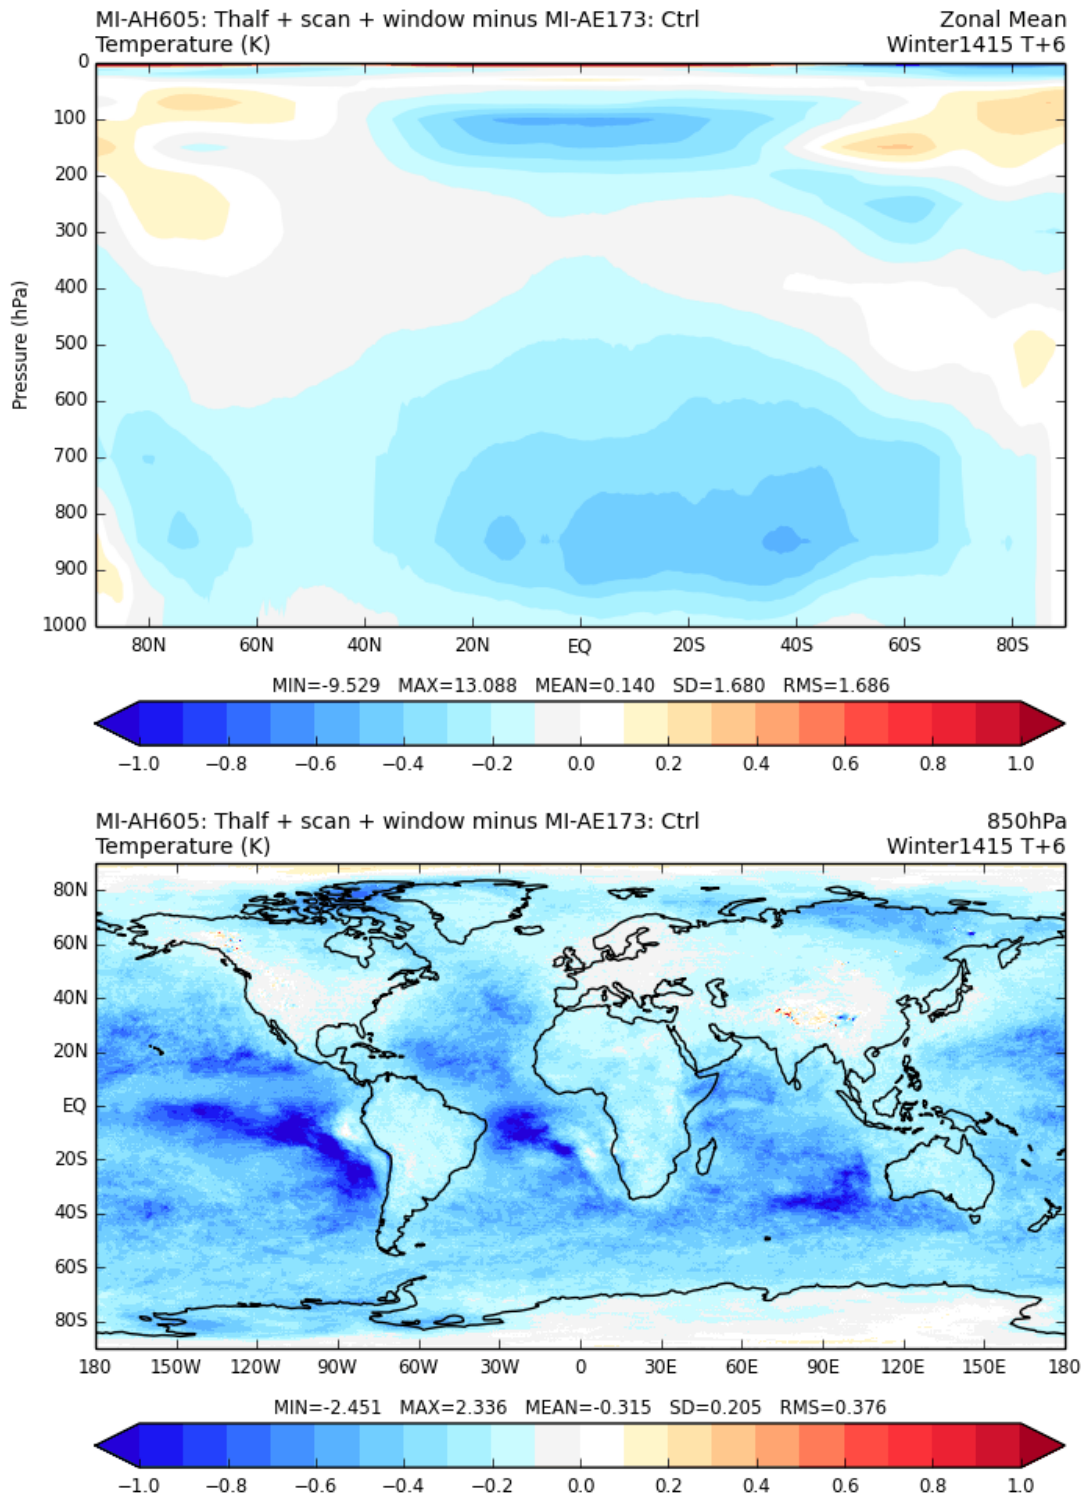 MI-AH605: Thalf + scan + window minus MI-AE173: Ctrl Zonal Mean
Temperature (K) Winter1415 T+6
0
100
200
300
400
500
600
700
800
900
1000
Pressure (hPa)
80N 60N 40N 20N EQ 20S 40S 60S 80S
MIN=-9.529 MAX=13.088 MEAN=0.140 SD=1.680 RMS=1.686
−1.0 −0.8 −0.6 −0.4 −0.2 0.0 0.2 0.4 0.6 0.8 1.0
MI-AH605: Thalf + scan + window minus MI-AE173: Ctrl 850hPa
Temperature (K) Winter1415 T+6
80N
60N
40N
20N
EQ
20S
40S
60S
80S
180 150W 120W 90W 60W 30W 0 30E 60E 90E 120E 150E 180
MIN=-2.451 MAX=2.336 MEAN=-0.315 SD=0.205 RMS=0.376
−1.0 −0.8 −0.6 −0.4 −0.2 0.0 0.2 0.4 0.6 0.8 1.0